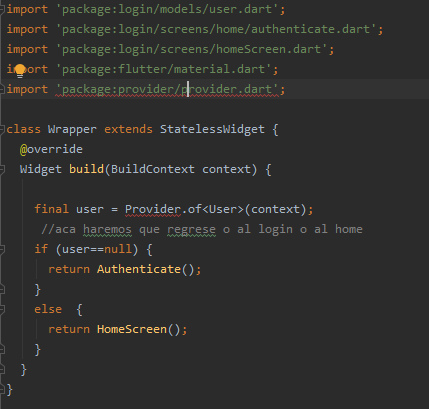 import 'package:login/models/user.dart';
import 'package:login/screens/home/authenticate.dart';
import 'package:login/screens/homeScreen.dart';
import 'package:flutter/material.dart';
import 'package:provider/provider.dart';
class Wrapper extends StatelessWidget {
@override
Widget build(BuildContext context) {
final user = Provider.of<User>(context);
//aca haremos que regrese o al login o al home
if (user==null) {
return Authenticate();
}
else  {
return HomeScreen();
}
}
}